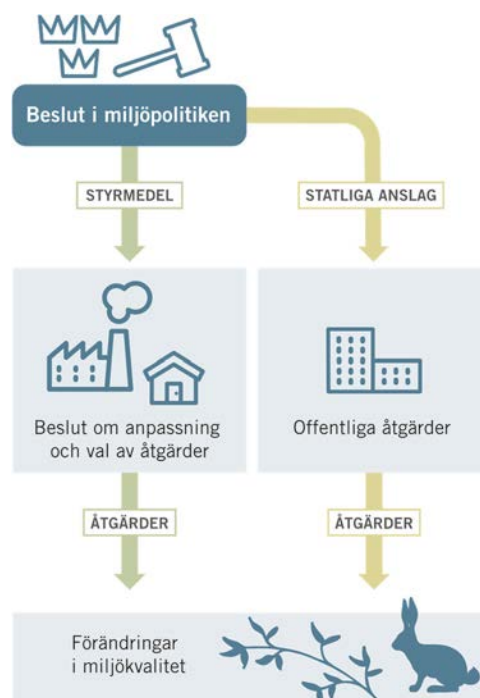 Beslut i miljöpolitiken
STYRMEDEL
STATLIGA ANSLAG
Beslut om anpassning
och val av åtgärder
Offentliga åtgärder
ÅTGÄRDER
ÅTGÄRDER
Förändringar
i miljökvalitet